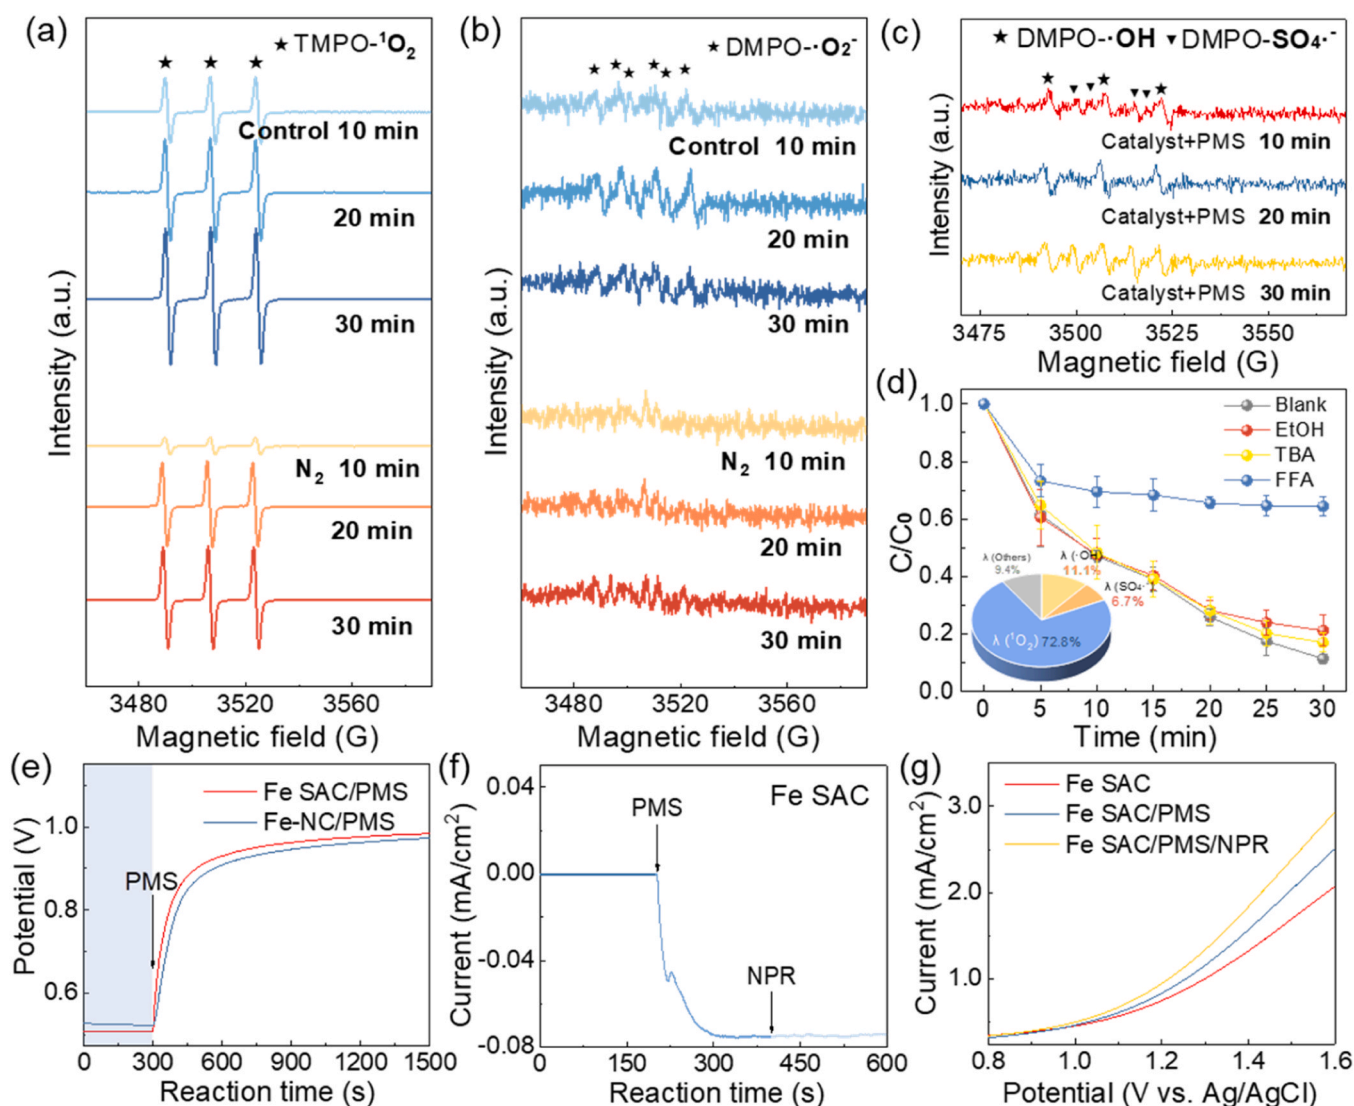 (a)
★ TMPO-¹O₂
Control 10 min
20 min
30 min
N₂ 10 min
20 min
30 min
Intensity (a.u.)
3480 3520 3560
Magnetic field (G)
(b)
★ DMPO-·O₂⁻
Control 10 min
20 min
30 min
N₂ 10 min
20 min
30 min
Intensity (a.u.)
3480 3520 3560
Magnetic field (G)
(c)
★ DMPO-·OH ▼ DMPO-SO₄·⁻
Catalyst+PMS 10 min
Catalyst+PMS 20 min
Catalyst+PMS 30 min
Intensity (a.u.)
3475 3500 3525 3550
Magnetic field (G)
(d)
Blank
EtOH
TBA
FFA
1.0
0.8
0.6
0.4
0.2
0.0
C/C₀
λ (Others)
9.4%
λ (·OH)
11.1%
λ (SO₄·⁻)
6.7%
λ (¹O₂) 72.8%
0 5 10 15 20 25 30
Time (min)
(e)
Fe SAC/PMS
Fe-NC/PMS
PMS
1.0
0.8
0.6
Potential (V)
0 300 600 900 1200 1500
Reaction time (s)
(f)
Fe SAC
PMS
NPR
0.04
0.00
-0.04
-0.08
Current (mA/cm²)
0 150 300 450 600
Reaction time (s)
(g)
Fe SAC
Fe SAC/PMS
Fe SAC/PMS/NPR
3.0
2.0
1.0
Current (mA/cm²)
0.8 1.0 1.2 1.4 1.6
Potential (V vs. Ag/AgCl)